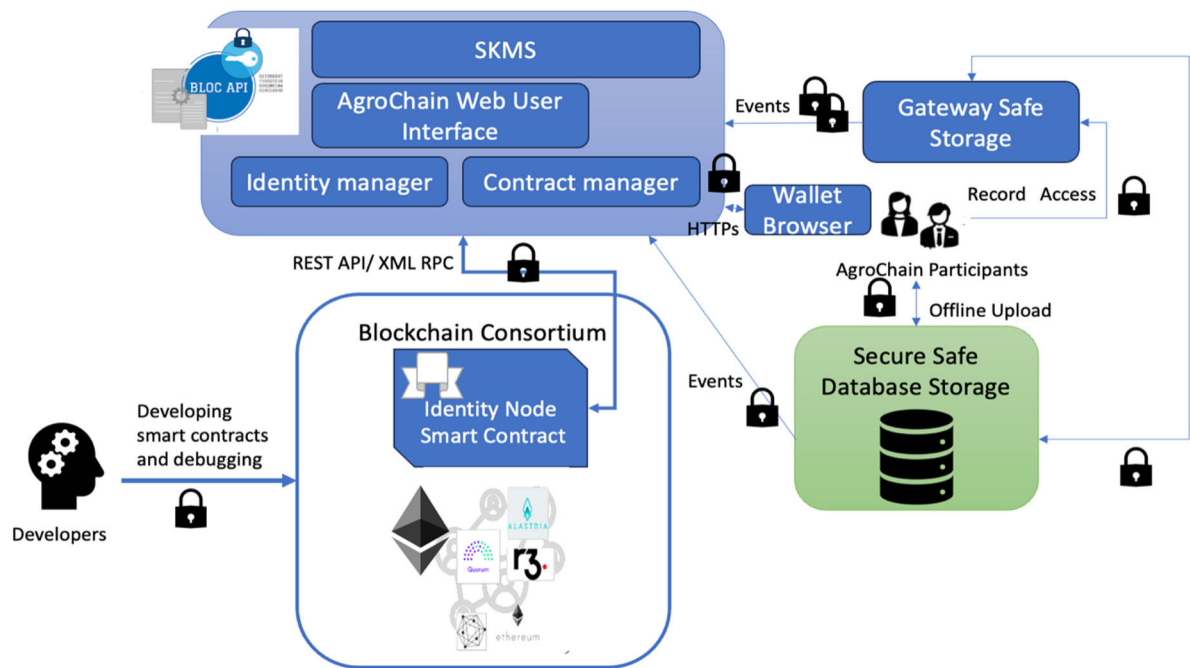 SKMS
BLOC API
AgroChain Web User
Interface
Identity manager
Contract manager
Events
Gateway Safe
Storage
Wallet
Browser
HTTPs
Record Access
AgroChain Participants
Offline Upload
REST API/ XML RPC
Blockchain Consortium
Identity Node
Smart Contract
Events
Secure Safe
Database Storage
Developing
smart contracts
and debugging
Developers
ALASTRIA
Quorum
r3.
ethereum